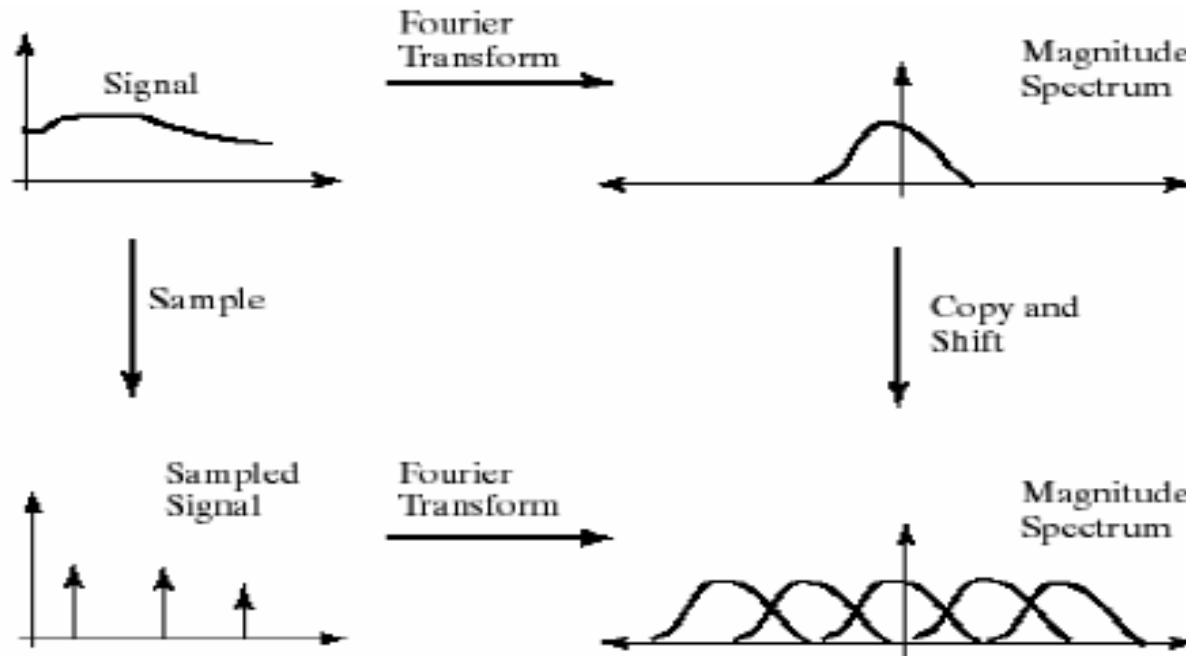 Fourier
Transform
Signal
Magnitude
Spectrum
Sample
Copy and
Shift
Sampled
Signal
Fourier
Transform
Magnitude
Spectrum